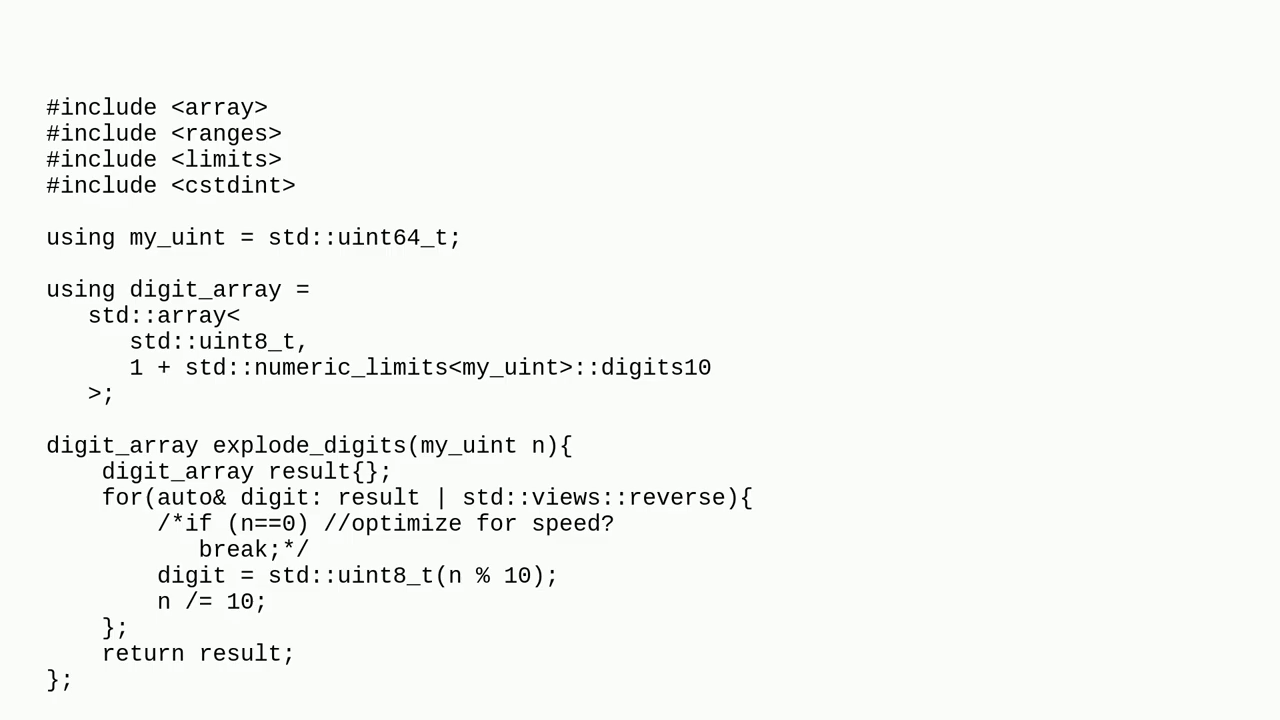 #include <array>
#include <ranges>
#include <limits>
#include <cstdint>

using my_uint = std::uint64_t;

using digit_array =
   std::array<
      std::uint8_t,
      1 + std::numeric_limits<my_uint>::digits10
   >;

digit_array explode_digits(my_uint n){
    digit_array result{};
    for(auto& digit: result | std::views::reverse){
        /*if (n==0) //optimize for speed?
           break;*/
        digit = std::uint8_t(n % 10);
        n /= 10;
    };
    return result;
};